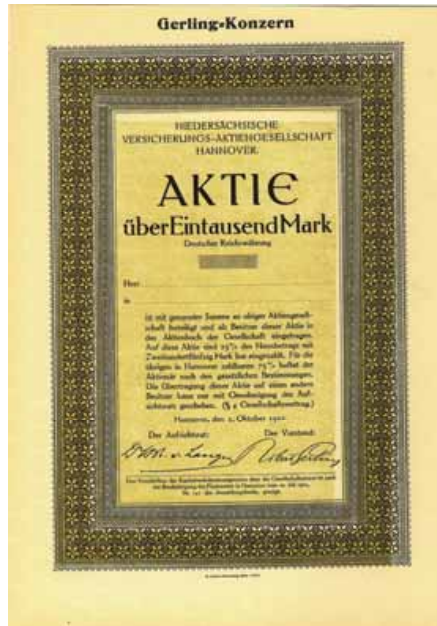 Gerling-Konzern
NIEDERSÄCHSISCHE
VERSICHERUNGS-AKTIENGESELLSCHAFT
HANNOVER
AKTIE
über Eintausend Mark
Deutscher Reichswährung
Herr
in
ist mit genannter Summe an obiger Aktiengesell-
schaft beteiligt und als Besitzer dieser Aktie in
das Aktienbuch der Gesellschaft eingetragen.
Auf diese Aktie sind 25% des Nennbetrags mit
Zweihundertfünfzig Mark bar eingezahlt. Für die
übrigen in Hannover zahlbaren 75% haftet der
Aktionär nach den gesetzlichen Bestimmungen.
Die Übertragung dieser Aktie auf einen andern
Besitzer kann nur mit Genehmigung des Auf-
sichtsrats geschehen. (§ 4 Gesellschaftsvertrag.)
Hannover, den 2. Oktober
Der Aufsichtsrat: Der Vorstand: